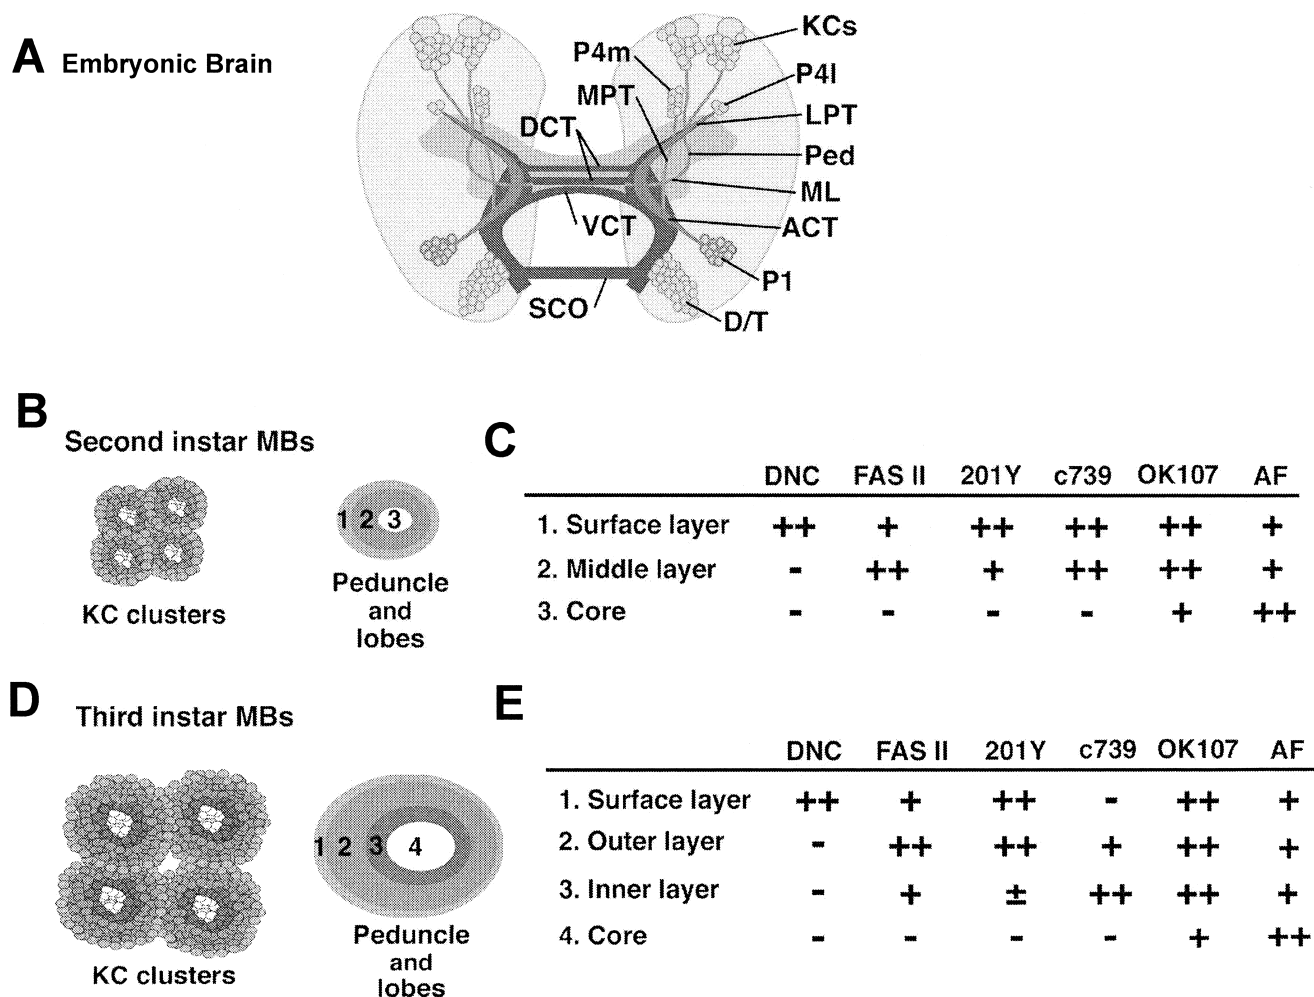 A Embryonic Brain
KCs
P4m
P4l
MPT
LPT
DCT
Ped
ML
VCT
ACT
P1
SCO
D/T
B
Second instar MBs
1 2 3
KC clusters
Peduncle
and
lobes
C
DNC FAS II 201Y c739 OK107 AF
1. Surface layer ++ + ++ ++ ++ +
2. Middle layer - ++ + ++ ++ +
3. Core - - - - + ++
D
Third instar MBs
1 2 3 4
KC clusters
Peduncle
and
lobes
E
DNC FAS II 201Y c739 OK107 AF
1. Surface layer ++ + ++ - ++ +
2. Outer layer - ++ ++ + ++ +
3. Inner layer - + ± ++ ++ +
4. Core - - - - + ++